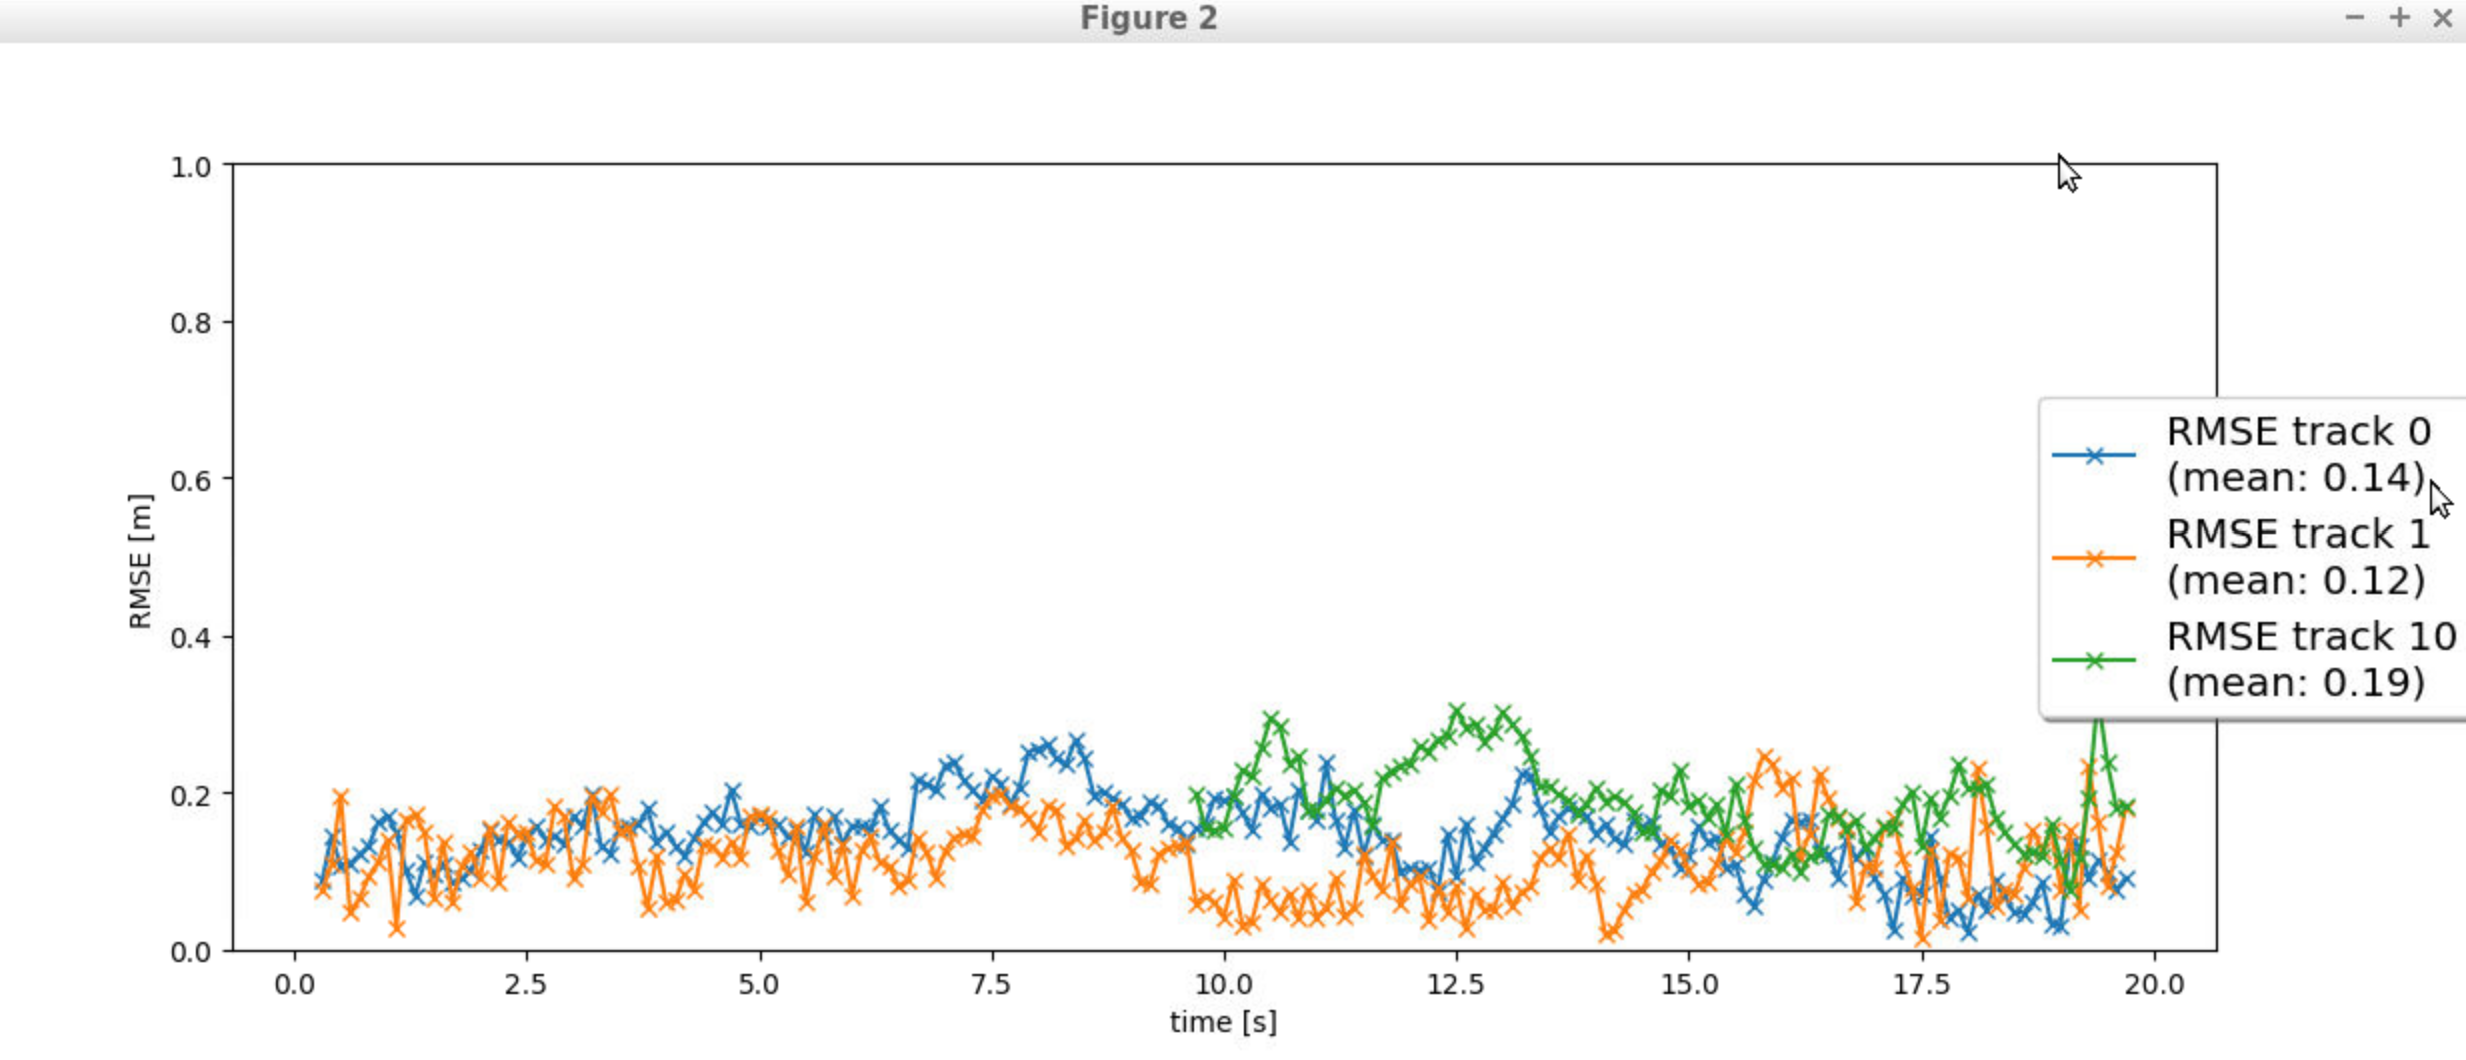 Figure 2
1.0
0.8
0.6
0.4
0.2
0.0
RMSE [m]
0.0 2.5 5.0 7.5 10.0 12.5 15.0 17.5 20.0
time [s]
RMSE track 0
(mean: 0.14)
RMSE track 1
(mean: 0.12)
RMSE track 10
(mean: 0.19)